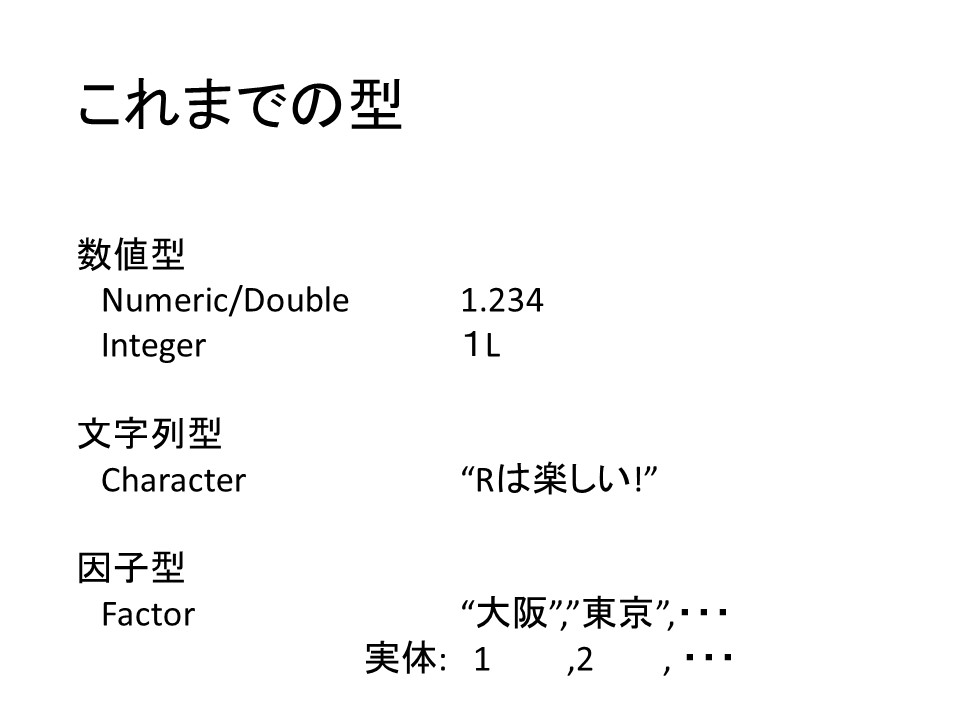 これまでの型
数値型
Numeric/Double 1.234
Integer １L
文字列型
Character “Rは楽しい!”
因子型
Factor “大阪”,”東京”,・・・
実体: 1 ,2 , ・・・